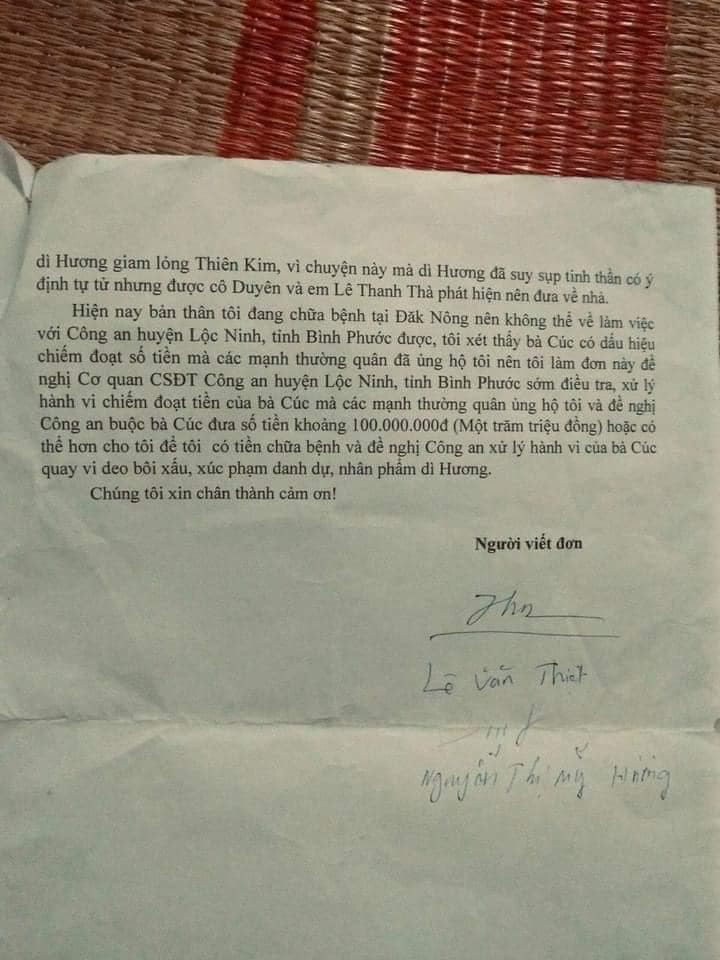 dì Hương giam lỏng Thiên Kim, vì chuyện này mà dì Hương đã suy sụp tinh thần có ý
định tự tử nhưng được cô Duyên và em Lê Thanh Thà phát hiện nên đưa về nhà.
Hiện nay bản thân tôi đang chữa bệnh tại Đăk Nông nên không thể về làm việc
với Công an huyện Lộc Ninh, tỉnh Bình Phước được, tôi xét thấy bà Cúc có dấu hiệu
chiếm đoạt số tiền mà các mạnh thường quân đã ủng hộ tôi nên tôi làm đơn này đề
nghị Cơ quan CSĐT Công an huyện Lộc Ninh, tỉnh Bình Phước sớm điều tra, xử lý
hành vi chiếm đoạt tiền của bà Cúc mà các mạnh thường quân ủng hộ tôi và đề nghị
Công an buộc bà Cúc đưa số tiền khoảng 100.000.000đ (Một trăm triệu đồng) hoặc có
thể hơn cho tôi để tôi có tiền chữa bệnh và đề nghị Công an xử lý hành vi của bà Cúc
quay vi deo bôi xấu, xúc phạm danh dự, nhân phẩm dì Hương.
Chúng tôi xin chân thành cảm ơn!
Người viết đơn
Lê Văn Thiết
Nguyễn Thị Mỹ Hương